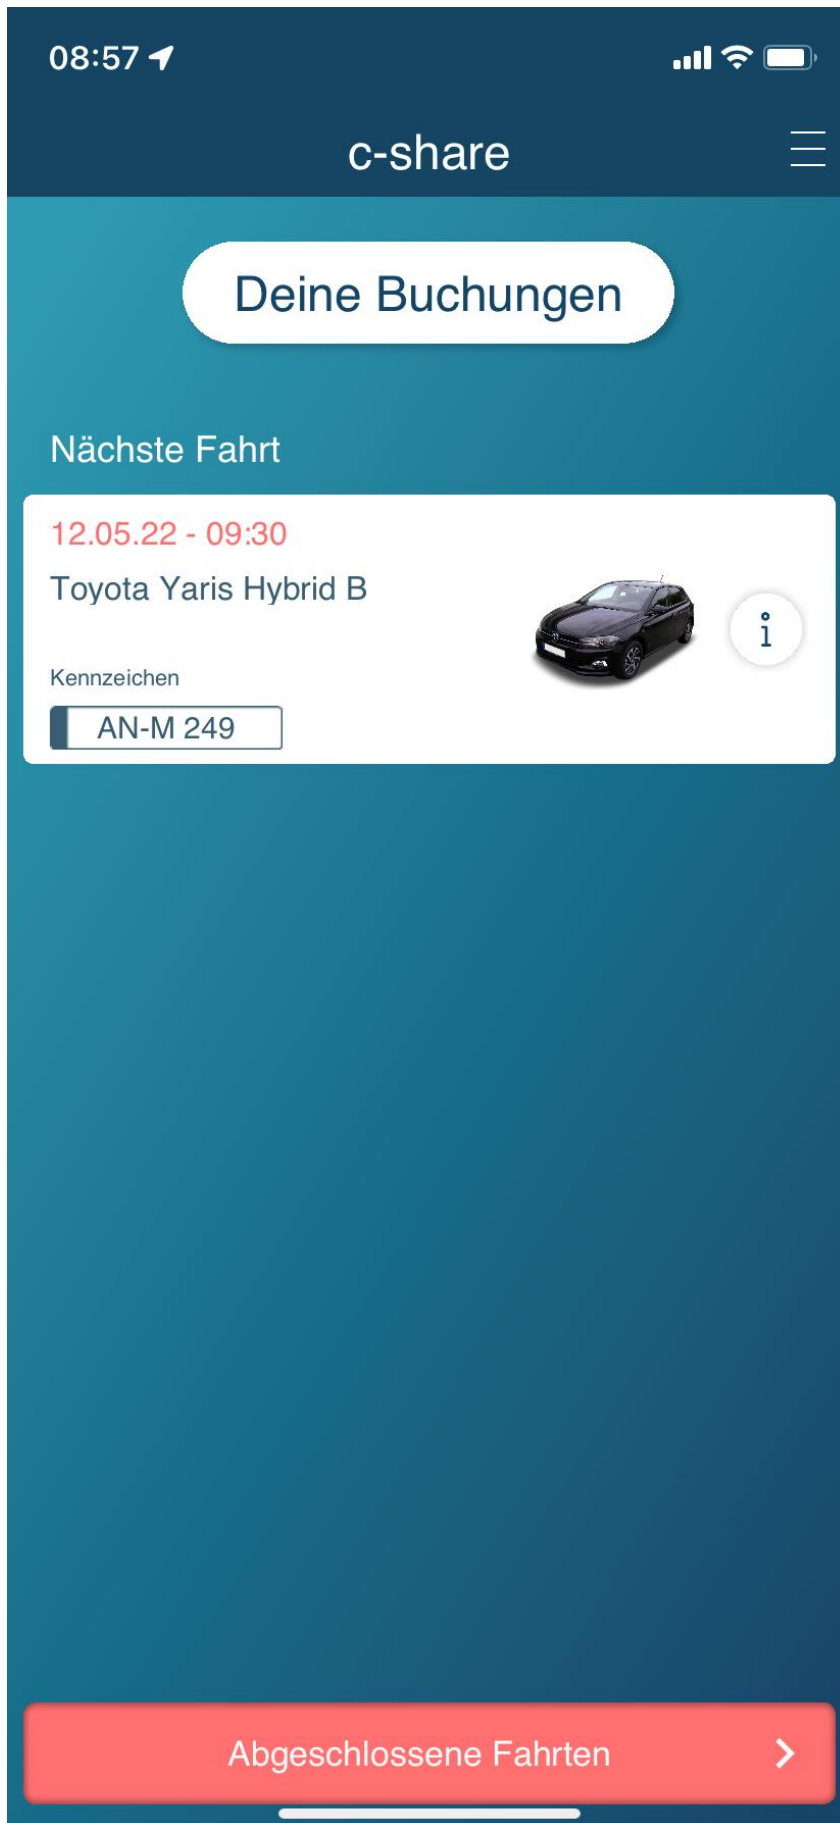 08:57
c-share
Deine Buchungen
Nächste Fahrt
12.05.22 - 09:30
Toyota Yaris Hybrid B
i
Kennzeichen
AN-M 249
Abgeschlossene Fahrten